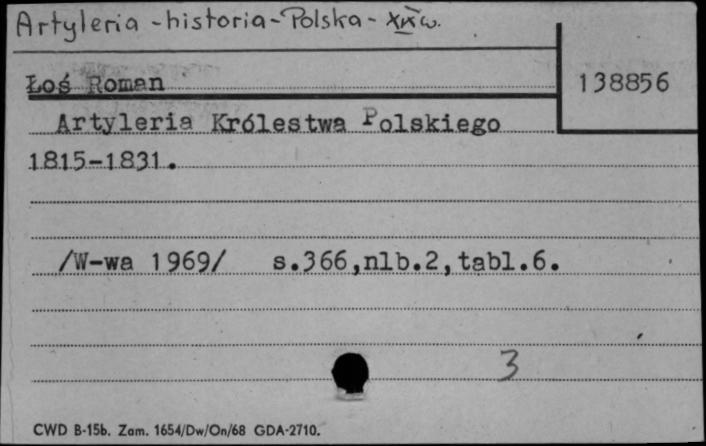 Artyleria - historia - Polska - XIX w.
Łoś Roman
138856
Artyleria Królestwa Polskiego
1815-1831.
/W-wa 1969/ s.366,nlb.2,tabl.6.
3
CWD B-15b. Zam. 1654/Dw/On/68 GDA-2710.